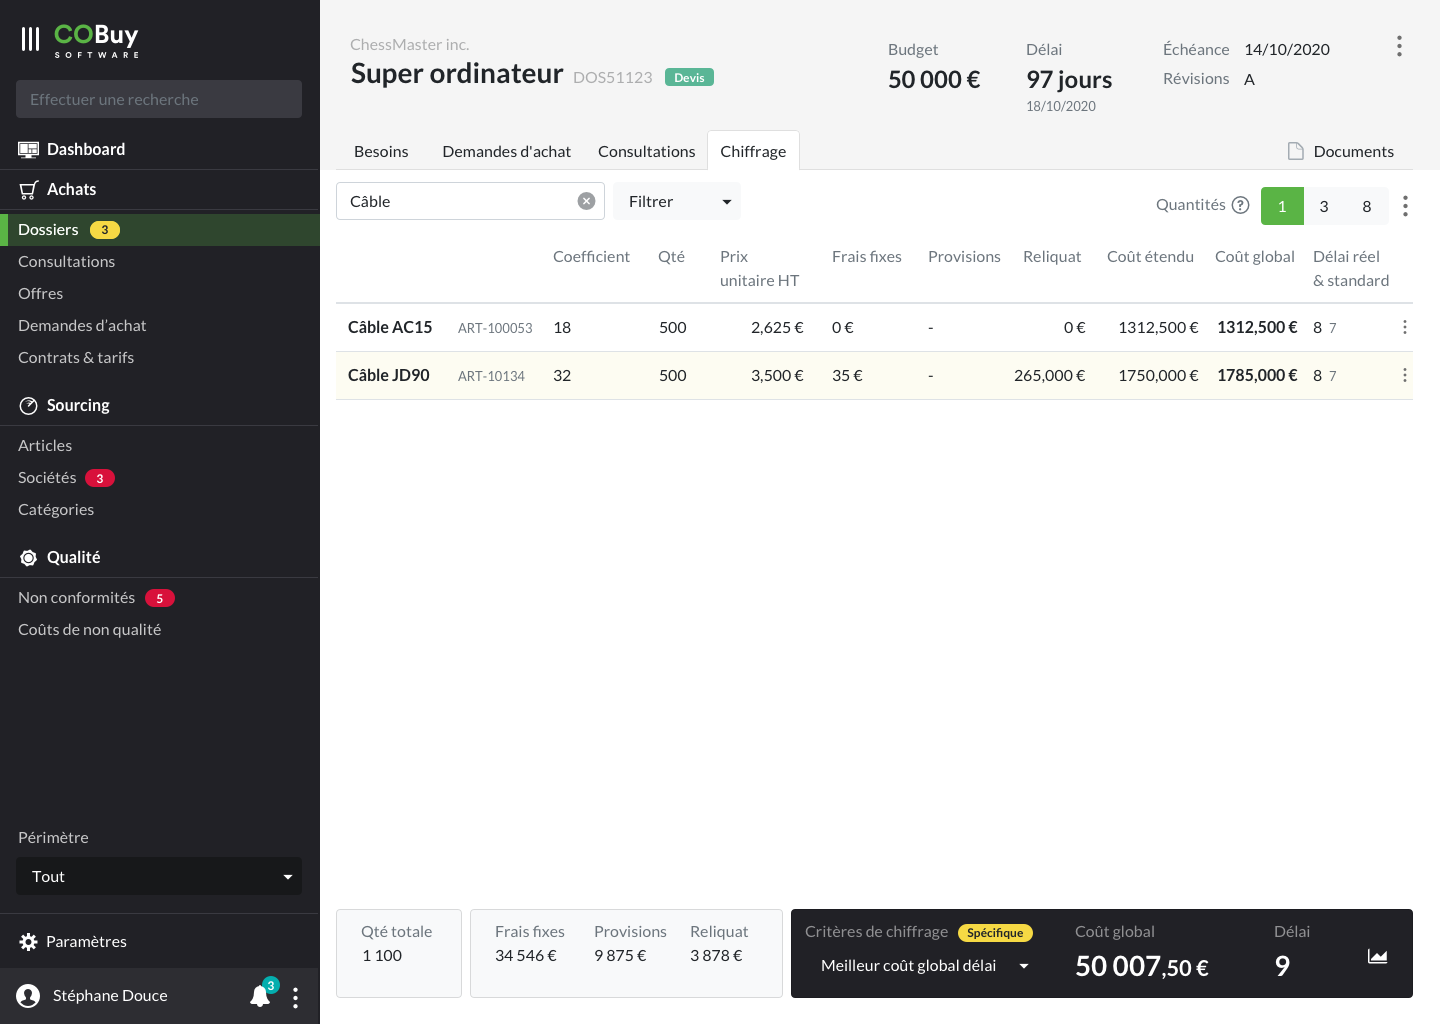 COBuy
SOFTWARE
Effectuer une recherche
Dashboard
Achats
Dossiers 3
Consultations
Offres
Demandes d’achat
Contrats & tarifs
Sourcing
Articles
Sociétés 3
Catégories
Qualité
Non conformités 5
Coûts de non qualité
Périmètre
Tout
Paramètres
Stéphane Douce 3
ChessMaster inc.
Super ordinateur DOS51123 Devis
Budget
50 000 €
Délai
97 jours
18/10/2020
Échéance 14/10/2020
Révisions A
Besoins Demandes d'achat Consultations Chiffrage Documents
Câble Filtrer Quantités 1 3 8
Coefficient Qté Prix Frais fixes Provisions Reliquat Coût étendu Coût global Délai réel
unitaire HT & standard
Câble AC15 ART-100053 18 500 2,625 € 0 € - 0 € 1312,500 € 1312,500 € 8 7
Câble JD90 ART-10134 32 500 3,500 € 35 € - 265,000 € 1750,000 € 1785,000 € 8 7
Qté totale
1 100
Frais fixes Provisions Reliquat
34 546 € 9 875 € 3 878 €
Critères de chiffrage Spécifique Coût global Délai
Meilleur coût global délai 50 007,50 € 9